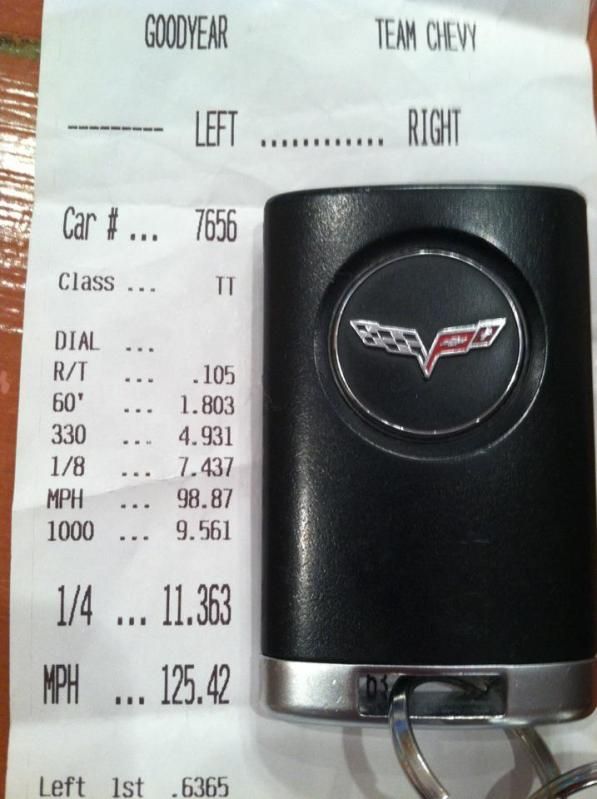 GOODYEAR TEAM CHEVY
--------- LEFT ............ RIGHT
Car # ... 7656
Class ... TT
DIAL ...
R/T ... .105
60' ... 1.803
330 ... 4.931
1/8 ... 7.437
MPH ... 98.87
1000 ... 9.561
1/4 ... 11.363
MPH ... 125.42
Left 1st .6365